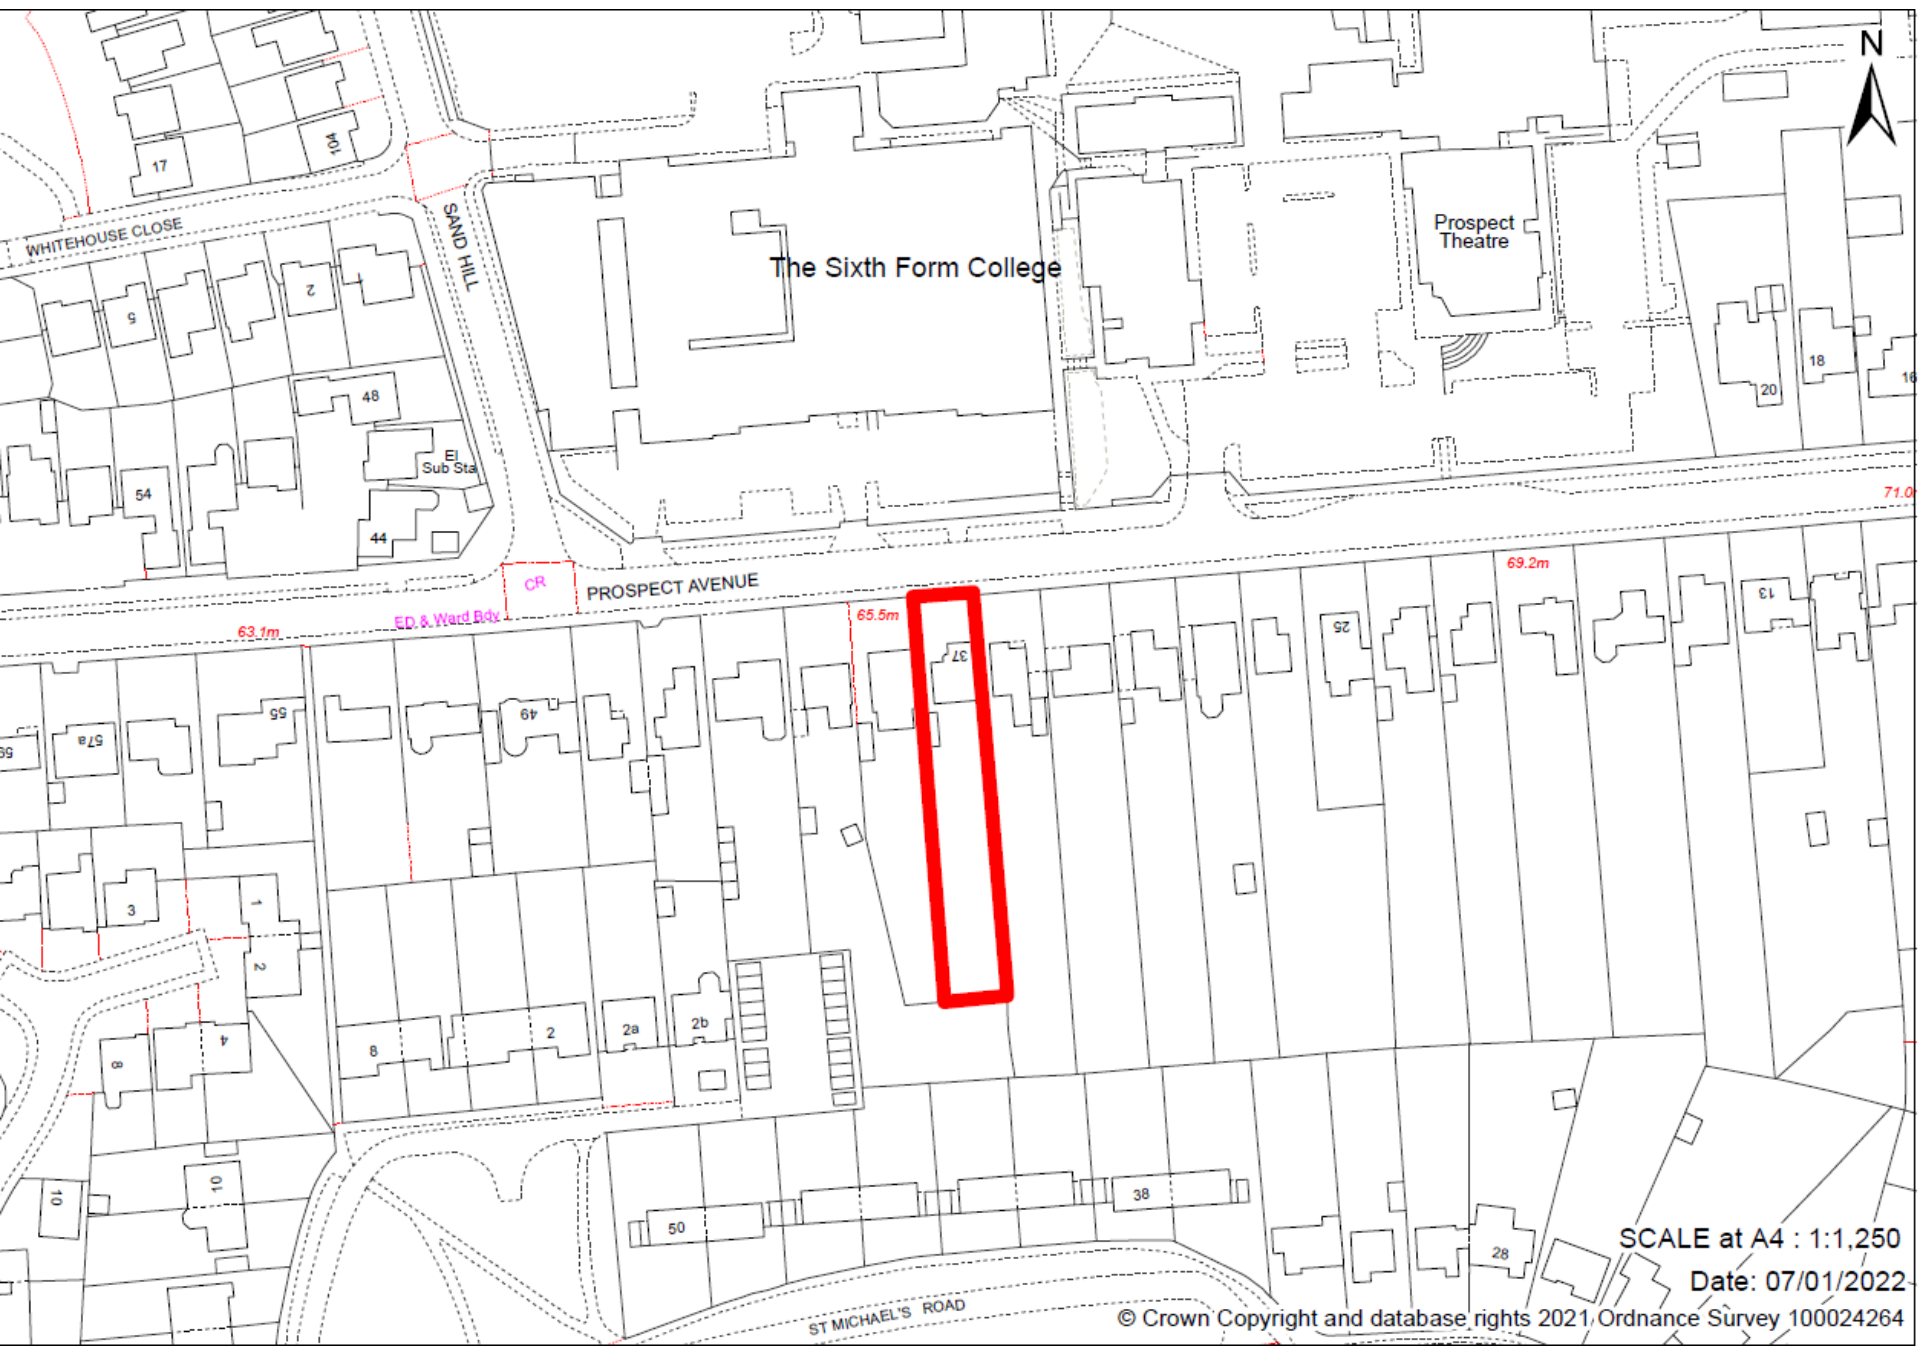 N
17
104
WHITEHOUSE CLOSE
SAND HILL
Prospect
Theatre
The Sixth Form College
5
2
1
48
El
Sub Sta
54
44
20
18
16
71.0
CR
PROSPECT AVENUE
ED & Ward Bdy
63.1m
65.5m
69.2m
37
25
13
59
57a
55
49
3
1
2
8
4
8
2
2a
2b
10
10
50
38
28
ST MICHAEL'S ROAD
SCALE at A4 : 1:1,250
Date: 07/01/2022
© Crown Copyright and database rights 2021 Ordnance Survey 100024264